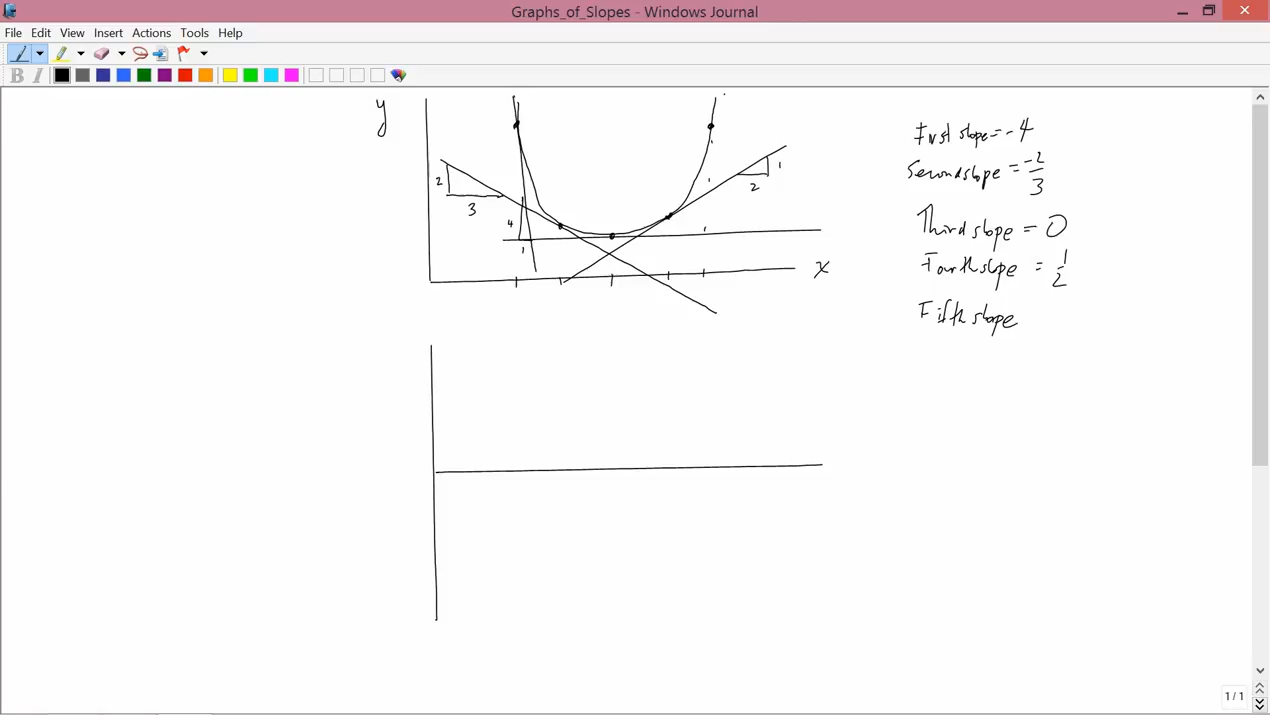 Graphs_of_Slopes - Windows Journal
File Edit View Insert Actions Tools Help
B I
y
First slope = -4
Second slope = -2/3
2
3
1
2
4
1
Third slope = 0
Fourth slope = 1/2
x
Fifth slope
1 / 1